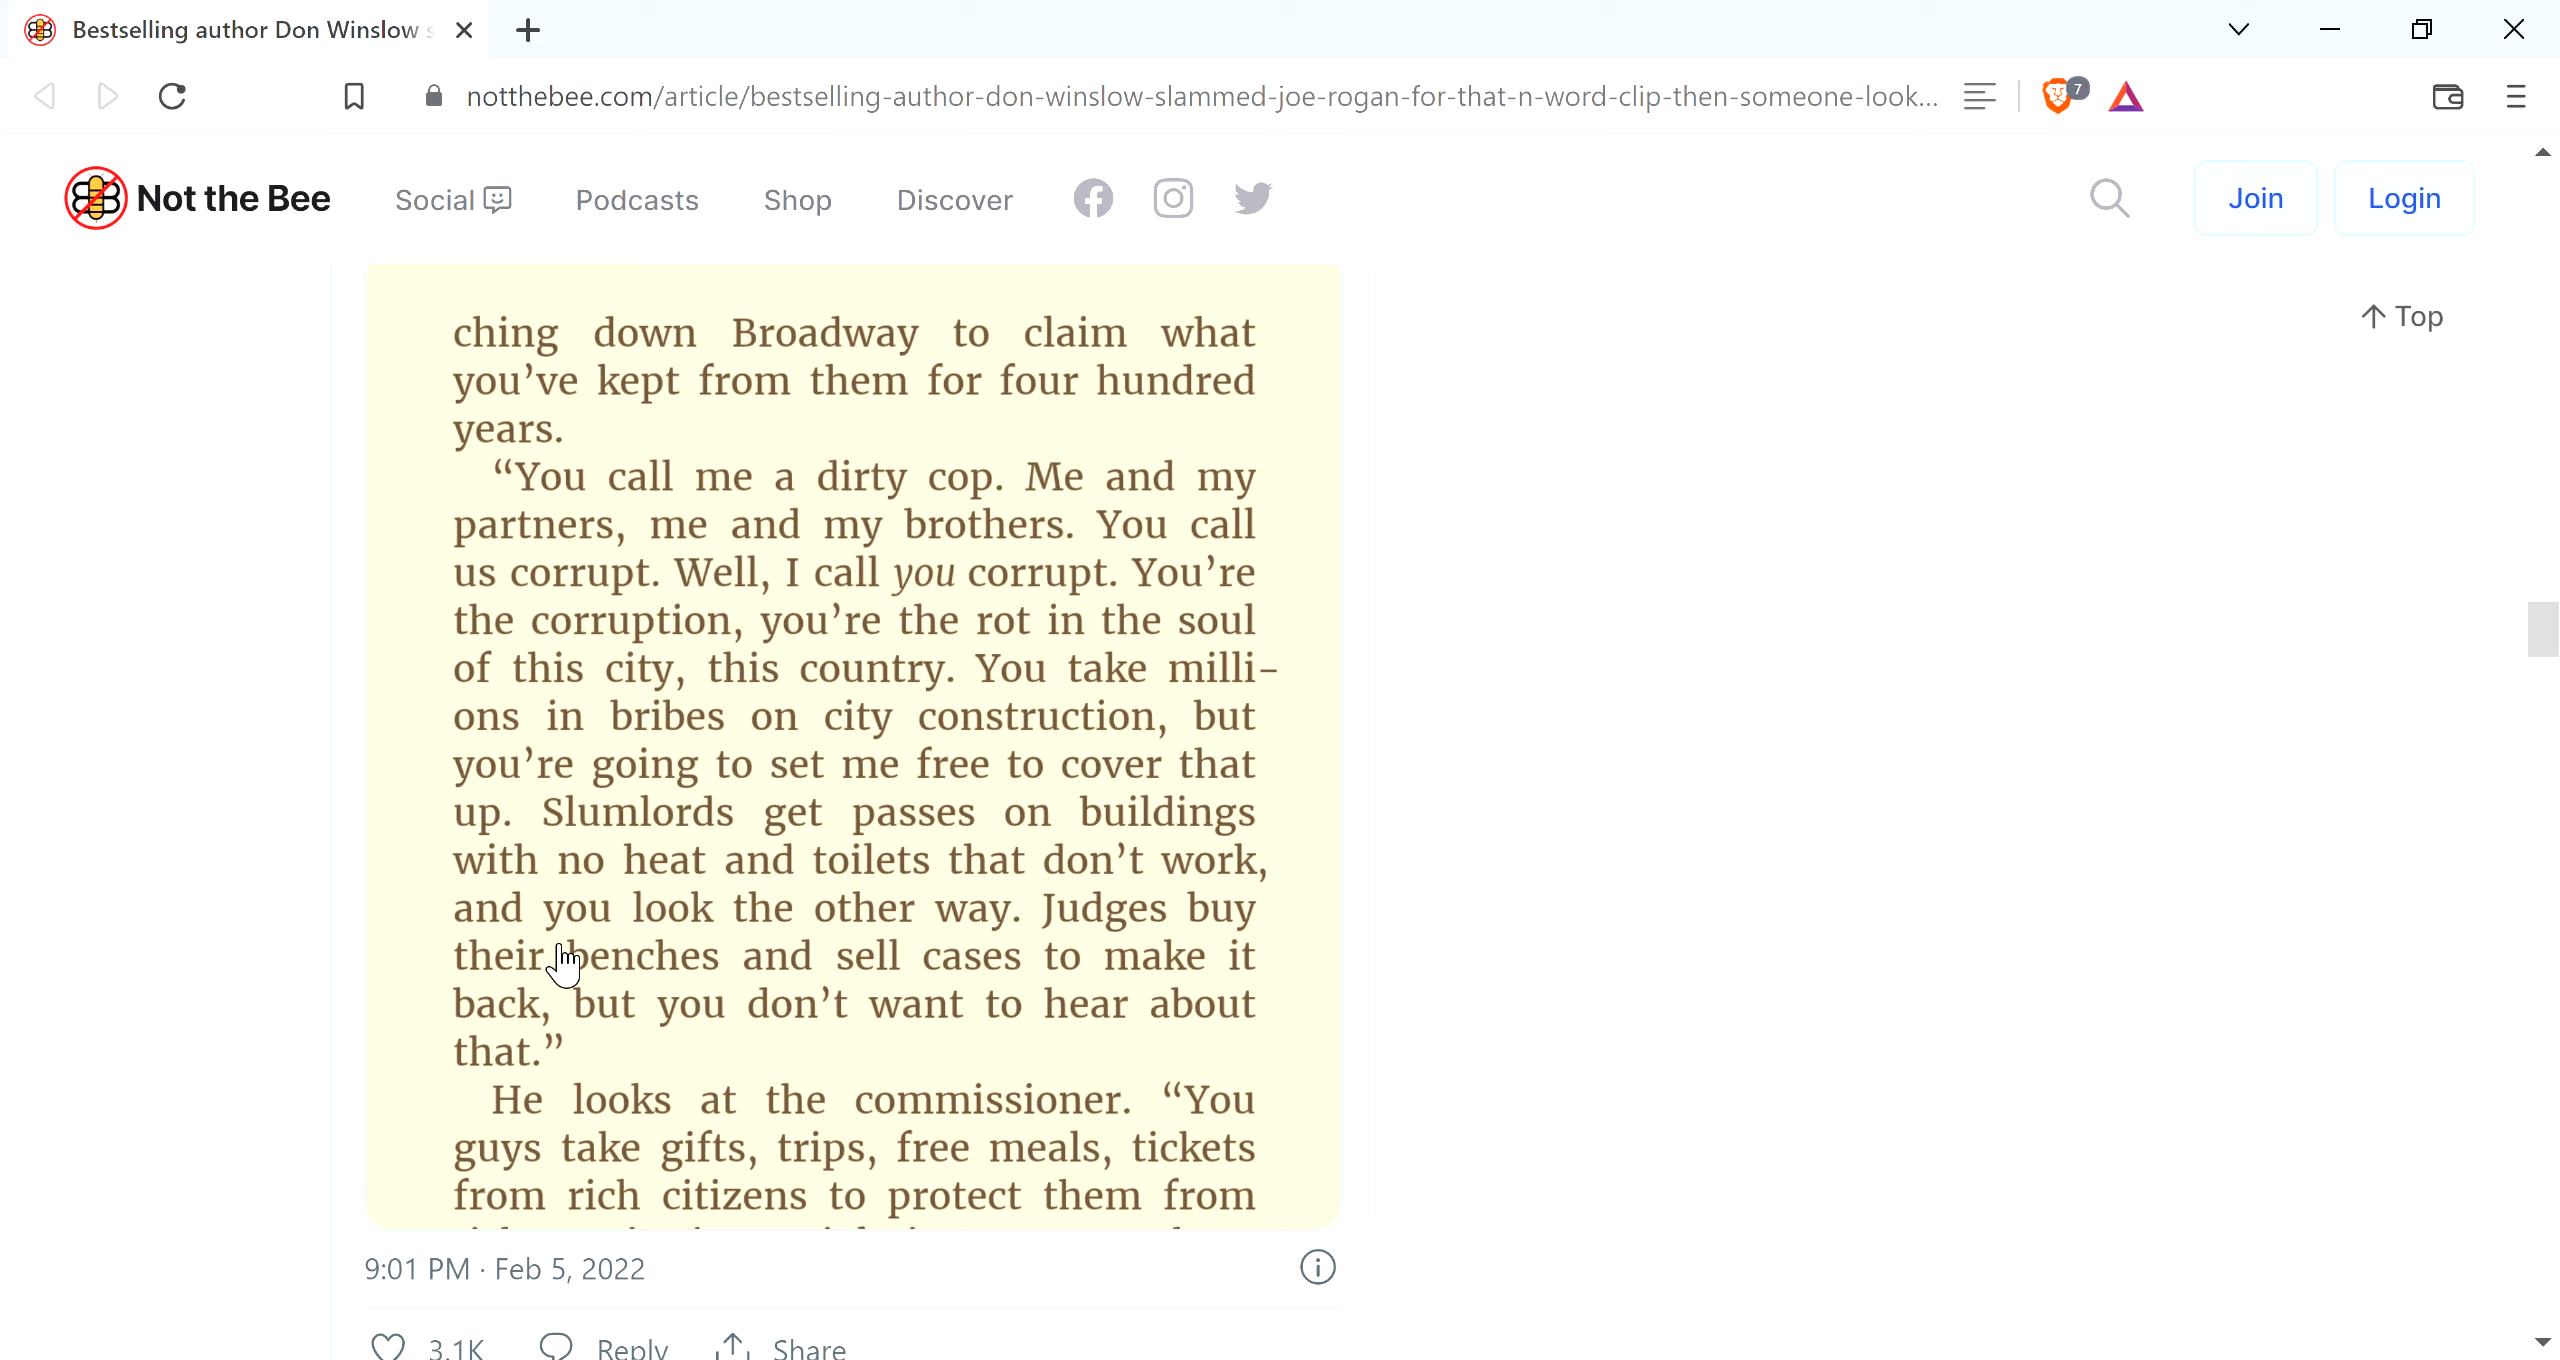 Bestselling author Don Winslow
notthebee.com/article/bestselling-author-don-winslow-slammed-joe-rogan-for-that-n-word-clip-then-someone-look...
7
Not the Bee
Social
Podcasts
Shop
Discover
Join
Login
Top
ching down Broadway to claim what
you’ve kept from them for four hundred
years.
“You call me a dirty cop. Me and my
partners, me and my brothers. You call
us corrupt. Well, I call you corrupt. You’re
the corruption, you’re the rot in the soul
of this city, this country. You take milli-
ons in bribes on city construction, but
you’re going to set me free to cover that
up. Slumlords get passes on buildings
with no heat and toilets that don’t work,
and you look the other way. Judges buy
their benches and sell cases to make it
back, but you don’t want to hear about
that.”
He looks at the commissioner. “You
guys take gifts, trips, free meals, tickets
from rich citizens to protect them from
9:01 PM · Feb 5, 2022
3.1K
Reply
Share